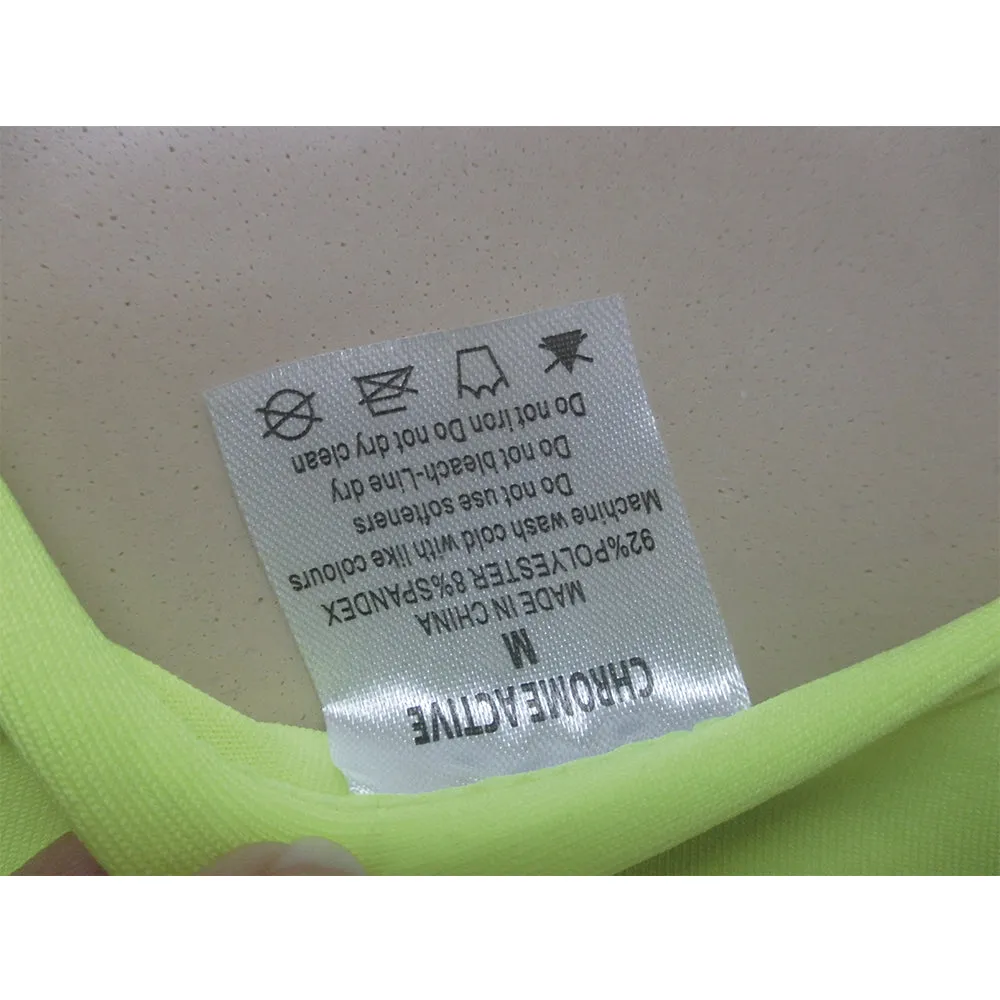 CHROMEACTIVE
M
MADE IN CHINA
92%POLYESTER 8%SPANDEX
Machine wash cold with like colours
Do not use softeners
Do not bleach-Line dry
Do not iron Do not dry clean